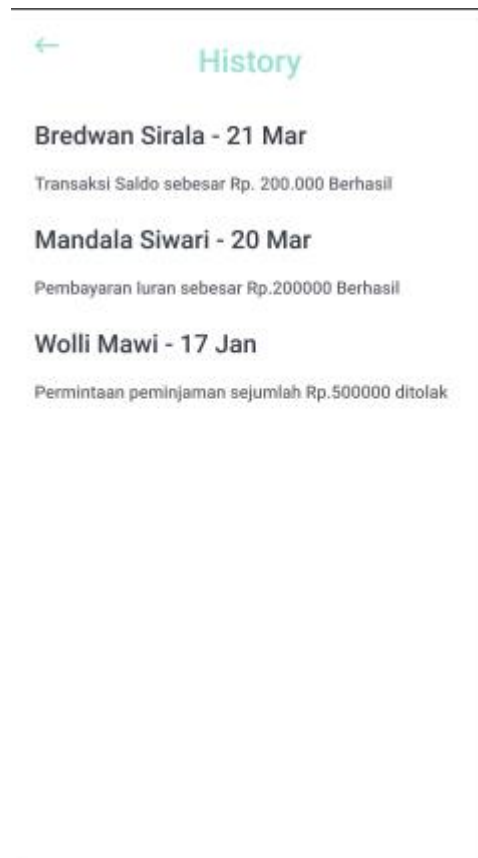 History
Bredwan Sirala - 21 Mar
Transaksi Saldo sebesar Rp. 200.000 Berhasil
Mandala Siwari - 20 Mar
Pembayaran Iuran sebesar Rp.200000 Berhasil
Wolli Mawi - 17 Jan
Permintaan peminjaman sejumlah Rp.500000 ditolak